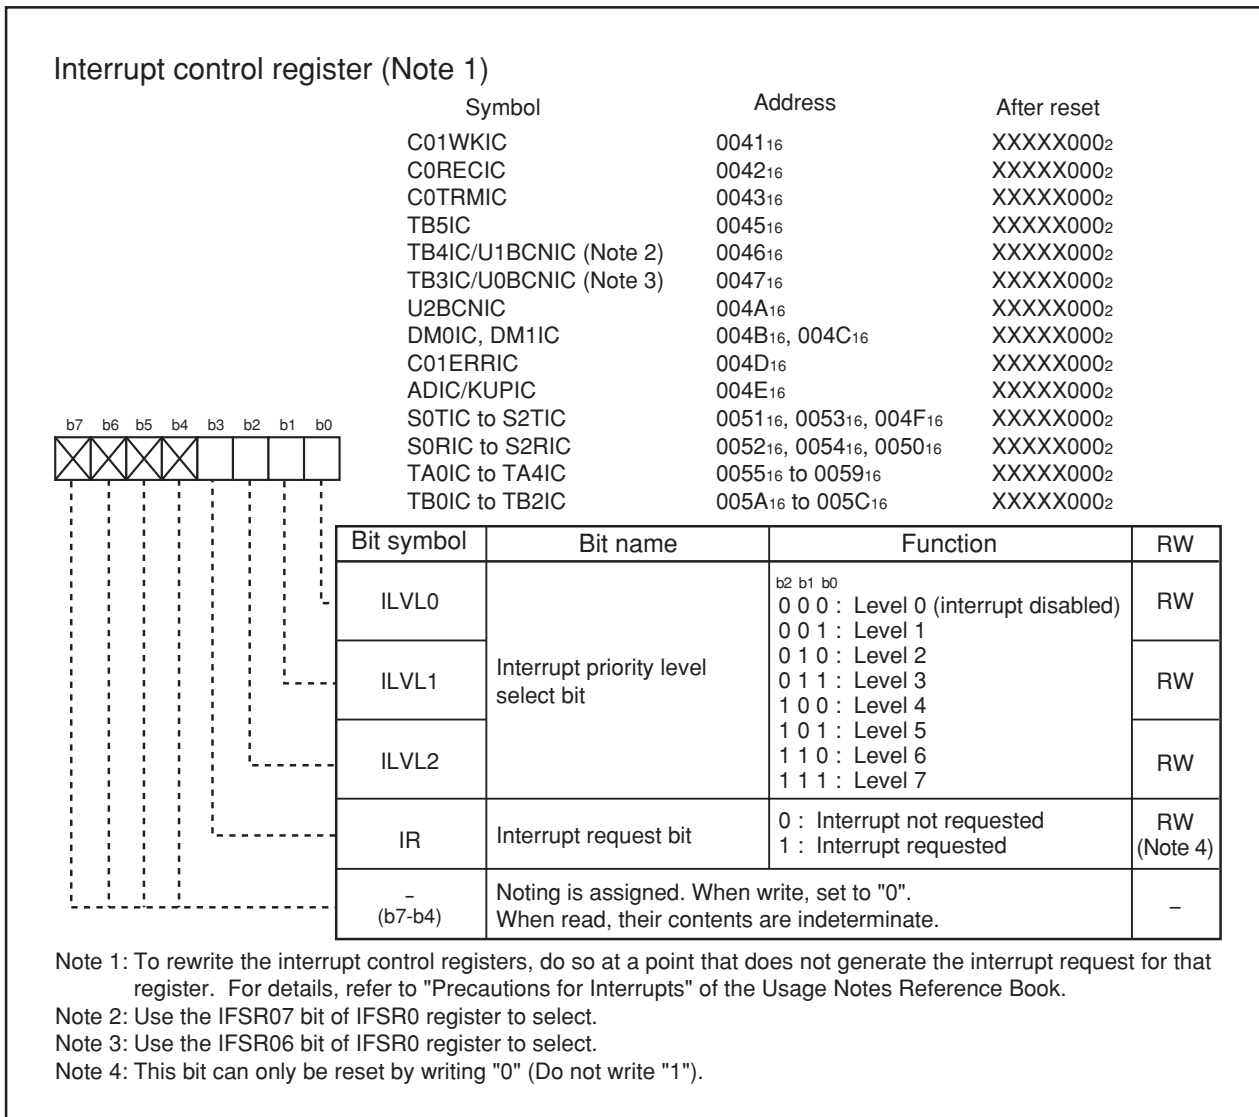 Interrupt control register (Note 1)
Symbol Address After reset
C01WKIC 004116 XXXXX0002
C0RECIC 004216 XXXXX0002
C0TRMIC 004316 XXXXX0002
TB5IC 004516 XXXXX0002
TB4IC/U1BCNIC (Note 2) 004616 XXXXX0002
TB3IC/U0BCNIC (Note 3) 004716 XXXXX0002
U2BCNIC 004A16 XXXXX0002
DM0IC, DM1IC 004B16, 004C16 XXXXX0002
C01ERRIC 004D16 XXXXX0002
ADIC/KUPIC 004E16 XXXXX0002
S0TIC to S2TIC 005116, 005316, 004F16 XXXXX0002
S0RIC to S2RIC 005216, 005416, 005016 XXXXX0002
TA0IC to TA4IC 005516 to 005916 XXXXX0002
TB0IC to TB2IC 005A16 to 005C16 XXXXX0002
b7 b6 b5 b4 b3 b2 b1 b0
Bit symbol Bit name Function RW
ILVL0 RW
ILVL1 RW
ILVL2 RW
Interrupt priority level
select bit
b2 b1 b0
0 0 0 : Level 0 (interrupt disabled)
0 0 1 : Level 1
0 1 0 : Level 2
0 1 1 : Level 3
1 0 0 : Level 4
1 0 1 : Level 5
1 1 0 : Level 6
1 1 1 : Level 7
IR Interrupt request bit
0 : Interrupt not requested
1 : Interrupt requested
RW
(Note 4)
–
(b7-b4)
Noting is assigned. When write, set to "0".
When read, their contents are indeterminate.
–
Note 1: To rewrite the interrupt control registers, do so at a point that does not generate the interrupt request for that
register. For details, refer to "Precautions for Interrupts" of the Usage Notes Reference Book.
Note 2: Use the IFSR07 bit of IFSR0 register to select.
Note 3: Use the IFSR06 bit of IFSR0 register to select.
Note 4: This bit can only be reset by writing "0" (Do not write "1").